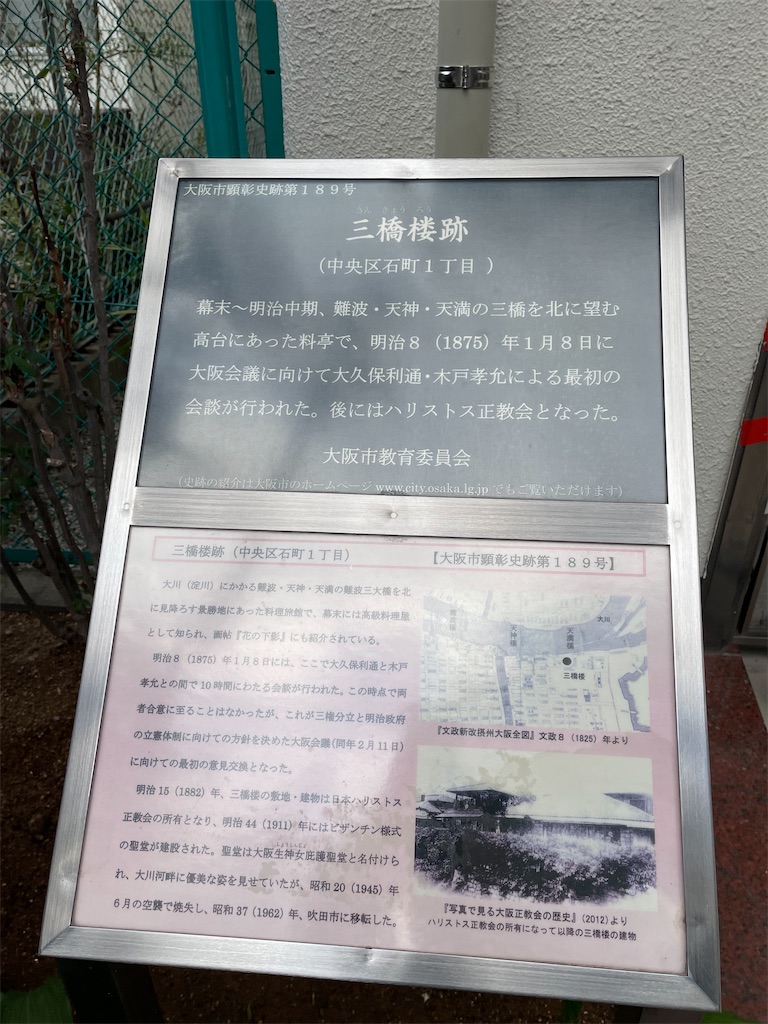 大阪市顕彰史跡第１８９号
さん きょう ろう
三橋楼跡
（中央区石町１丁目 ）
幕末～明治中期、難波・天神・天満の三橋を北に望む
高台にあった料亭で、明治８（1875）年１月８日に
大阪会議に向けて大久保利通・木戸孝允による最初の
会談が行われた。後にはハリストス正教会となった。
大阪市教育委員会
（史跡の紹介は大阪市のホームページ www.city.osaka.lg.jp でもご覧いただけます）
三橋楼跡（中央区石町１丁目）
【大阪市顕彰史跡第１８９号】
大川（淀川）にかかる難波・天神・天満の難波三大橋を北
に見降ろす景勝地にあった料理旅館で、幕末には高級料理屋
として知られ、画帖『花の下影』にも紹介されている。
明治８（1875）年１月８日には、ここで大久保利通と木戸
孝允との間で 10 時間にわたる会談が行われた。この時点で両
者合意に至ることはなかったが、これが三権分立と明治政府
の立憲体制に向けての方針を決めた大阪会議(同年２月11日)
に向けての最初の意見交換となった。
明治 15（1882）年、三橋楼の敷地・建物は日本ハリストス
正教会の所有となり、明治 44（1911）年にはビザンチン様式
の聖堂が建設された。聖堂は大阪生神女庇護聖堂と名付けら
しょうしんじょ
れ、大川河畔に優美な姿を見せていたが、昭和 20（1945）年
６月の空襲で焼失し、昭和 37（1962）年、吹田市に移転した。
難波橋
天神橋
天満橋
大川
三橋楼
『文政新改摂州大阪全図』文政８（1825）年より
『写真で見る大阪正教会の歴史』（2012）より
ハリストス正教会の所有になって以降の三橋楼の建物